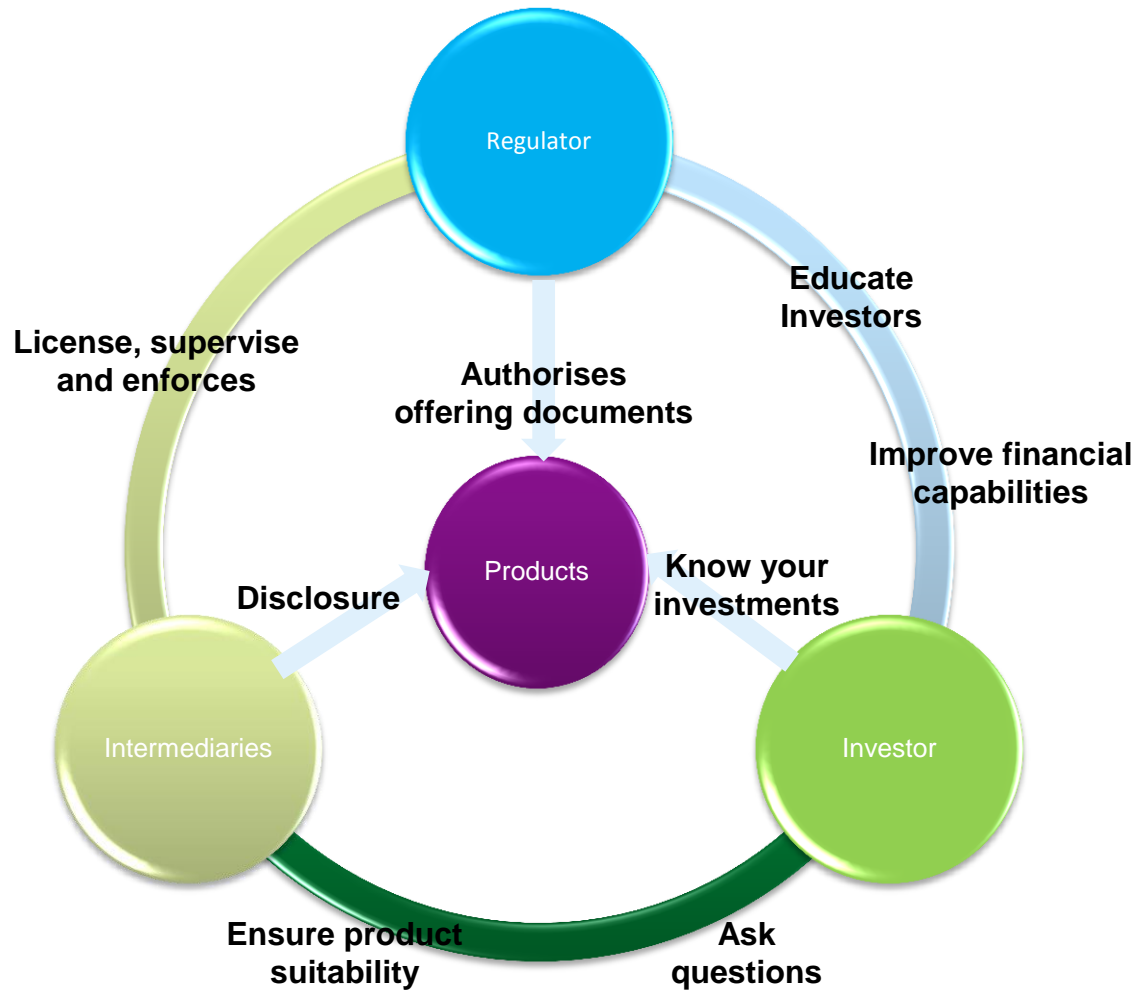 Regulator
Educate
Investors
License, supervise
and enforces
Authorises
offering documents
Improve financial
capabilities
Products
Know your
investments
Disclosure
Intermediaries
Investor
Ensure product
suitability
Ask
questions